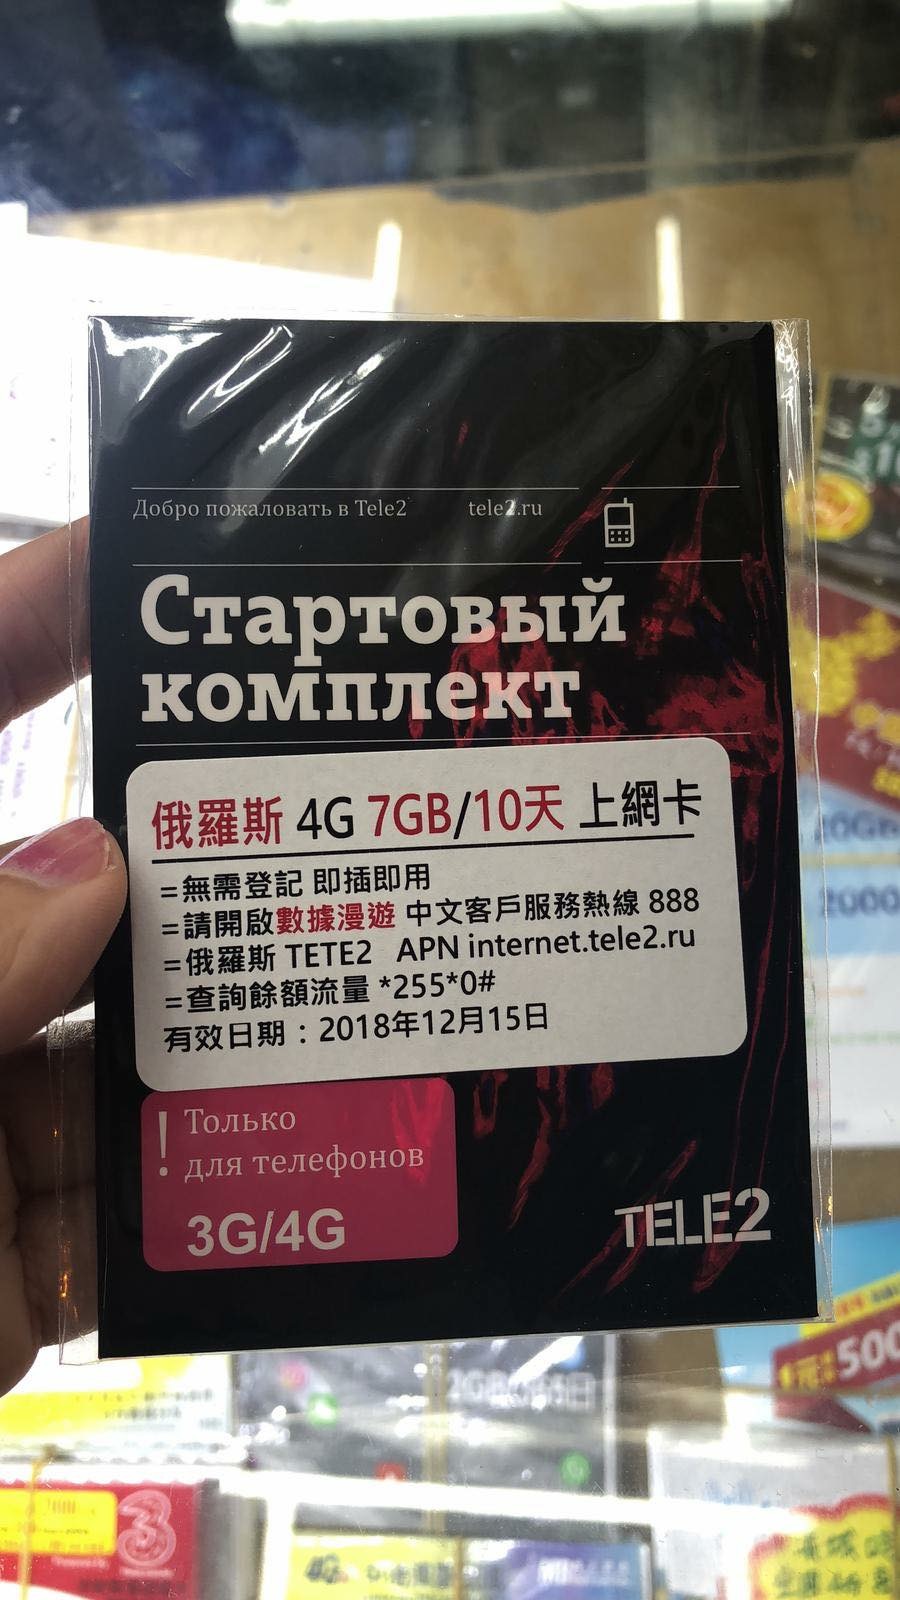 Добро пожаловать в Tele2 tele2.ru
Стартовый
комплект
俄羅斯 4G 7GB/10天 上網卡
=無需登記 即插即用
=請開啟數據漫遊 中文客戶服務熱線 888
=俄羅斯 TETE2 APN internet.tele2.ru
=查詢餘額流量 *255*0#
有效日期：2018年12月15日
! Только
для телефонов
3G/4G
TELE2
500
3